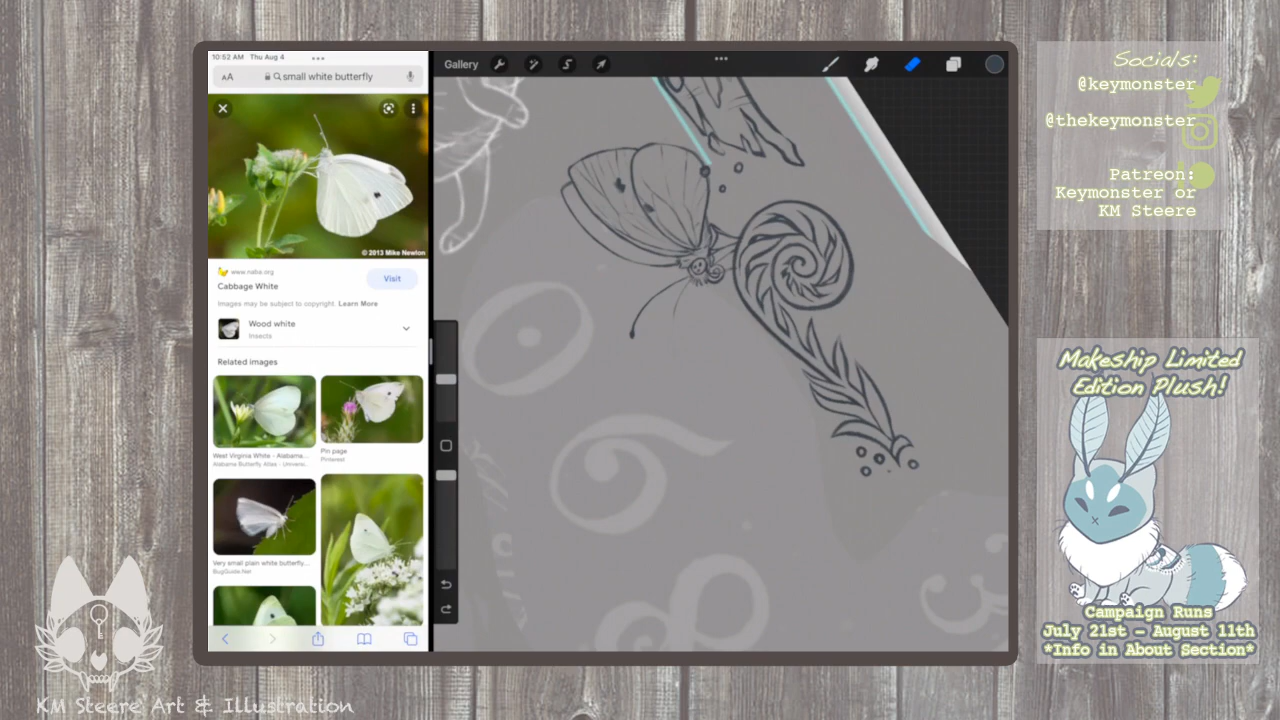 10:52 AM Thu Aug 4
AA
small white butterfly
© 2013 Mike Newlon
www.naba.org
Cabbage White
Visit
Images may be subject to copyright. Learn More
Wood white
Insects
Related images
West Virginia White - Alabama...
Alabama Butterfly Atlas - Universi...
Pin page
Pinterest
Very small plain white butterfly...
BugGuide.Net
Gallery
Socials:
@keymonster
@thekeymonster
Patreon:
Keymonster or
KM Steere
Makeship Limited
Edition Plush!
Campaign Runs
July 21st - August 11th
*Info in About Section*
KM Steere Art & Illustration